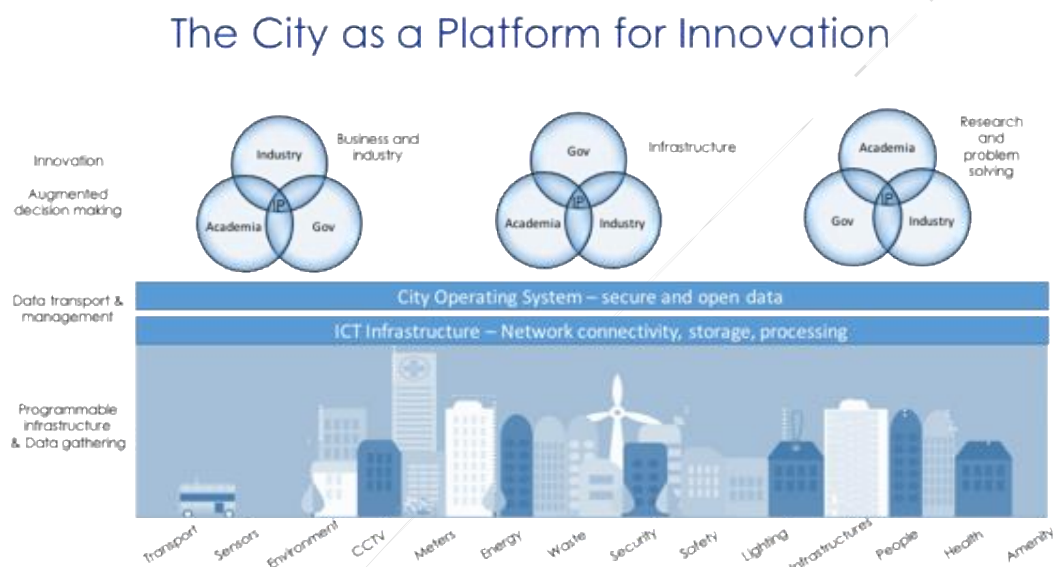 The City as a Platform for Innovation
Innovation
Augmented
decision making
Industry
Academia
IP
Gov
Business and
industry
Gov
Academia
IP
Industry
Infrastructure
Academia
Gov
IP
Industry
Research
and
problem
solving
Data transport &
management
City Operating System – secure and open data
ICT Infrastructure – Network connectivity, storage, processing
Programmable
infrastructure
& Data gathering
Transport
Sensors
Environment
CCTV
Meters
Energy
Waste
Security
Safety
Lighting
Infrastructures
People
Health
Amenity